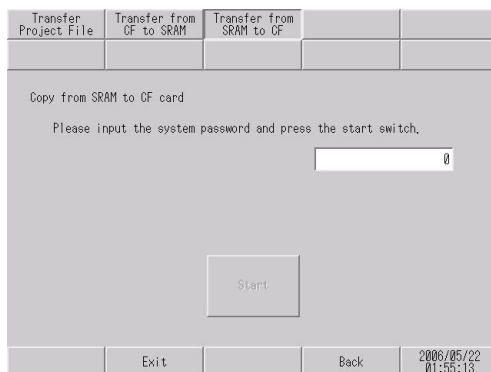 Transfer
Project File
Transfer from
CF to SRAM
Transfer from
SRAM to CF
Copy from SRAM to CF card
Please input the system password and press the start switch.
0
Start
Exit
Back
2006/05/22
01:55:13